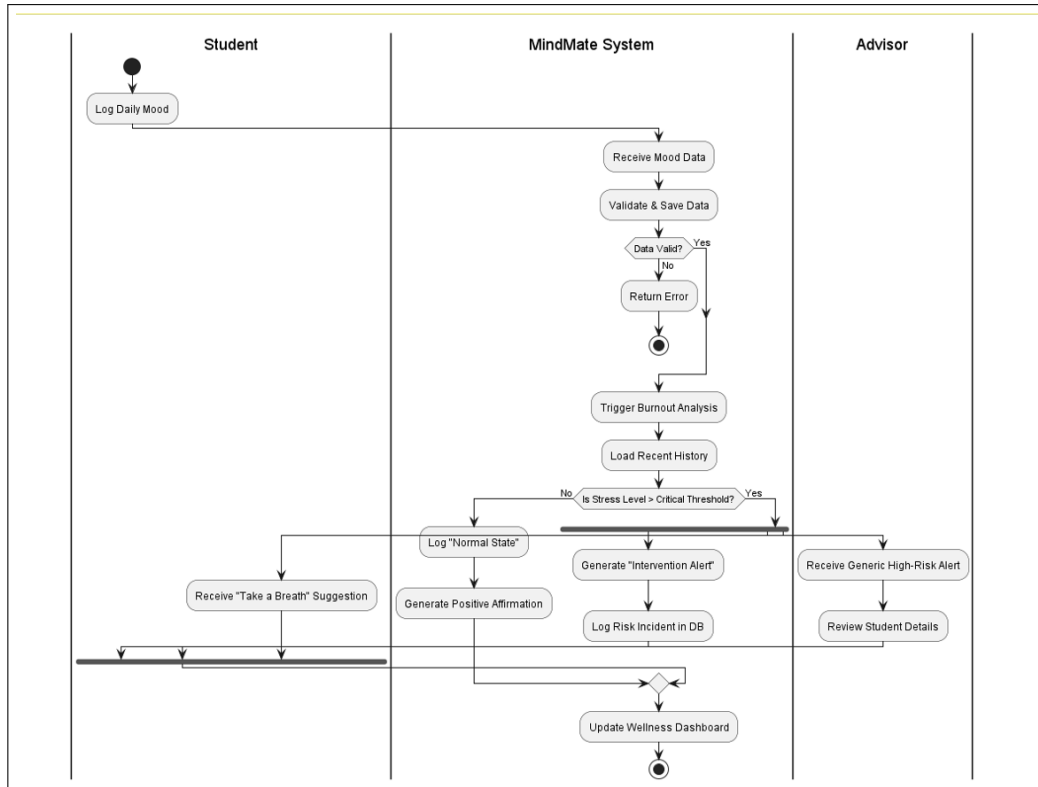 Student
MindMate System
Advisor
Log Daily Mood
Receive Mood Data
Validate & Save Data
Data Valid?
Yes
No
Return Error
Trigger Burnout Analysis
Load Recent History
No
Is Stress Level > Critical Threshold?
Yes
Log "Normal State"
Generate "Intervention Alert"
Receive Generic High-Risk Alert
Receive "Take a Breath" Suggestion
Generate Positive Affirmation
Log Risk Incident in DB
Review Student Details
Update Wellness Dashboard